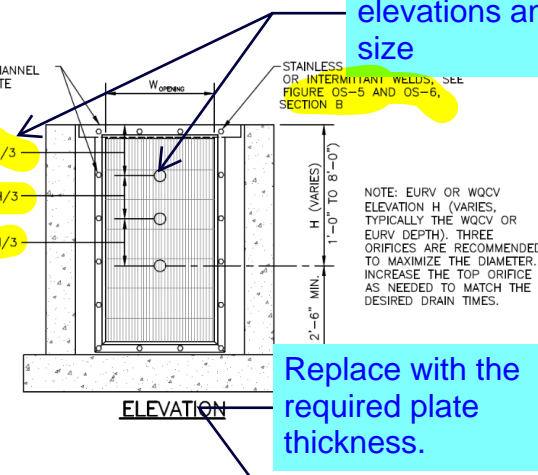 elevations an
size
HANNEL
TE
STAINLESS
OR INTERMITTANT WELDS, SEE
FIGURE OS-5 AND OS-6,
SECTION B
W OPENING
/3
H/3
/3
H (VARIES)
1'-0" TO 8'-0")
2'-6" MIN.
NOTE: EURV OR WQCV
ELEVATION H (VARIES,
TYPICALLY THE WQCV OR
EURV DEPTH). THREE
ORIFICES ARE RECOMMENDED
TO MAXIMIZE THE DIAMETER.
INCREASE THE TOP ORIFICE
AS NEEDED TO MATCH THE
DESIRED DRAIN TIMES.
ELEVATION
Replace with the
required plate
thickness.